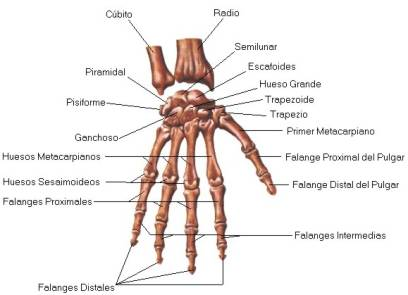 Cúbito
Radio
Semilunar
Escafoides
Piramidal
Hueso Grande
Pisiforme
Trapezoide
Trapezio
Ganchoso
Primer Metacarpiano
Huesos Metacarpianos
Falange Proximal del Pulgar
Huesos Sesaimoideos
Falange Distal del Pulgar
Falanges Proximales
Falanges Intermedias
Falanges Distales